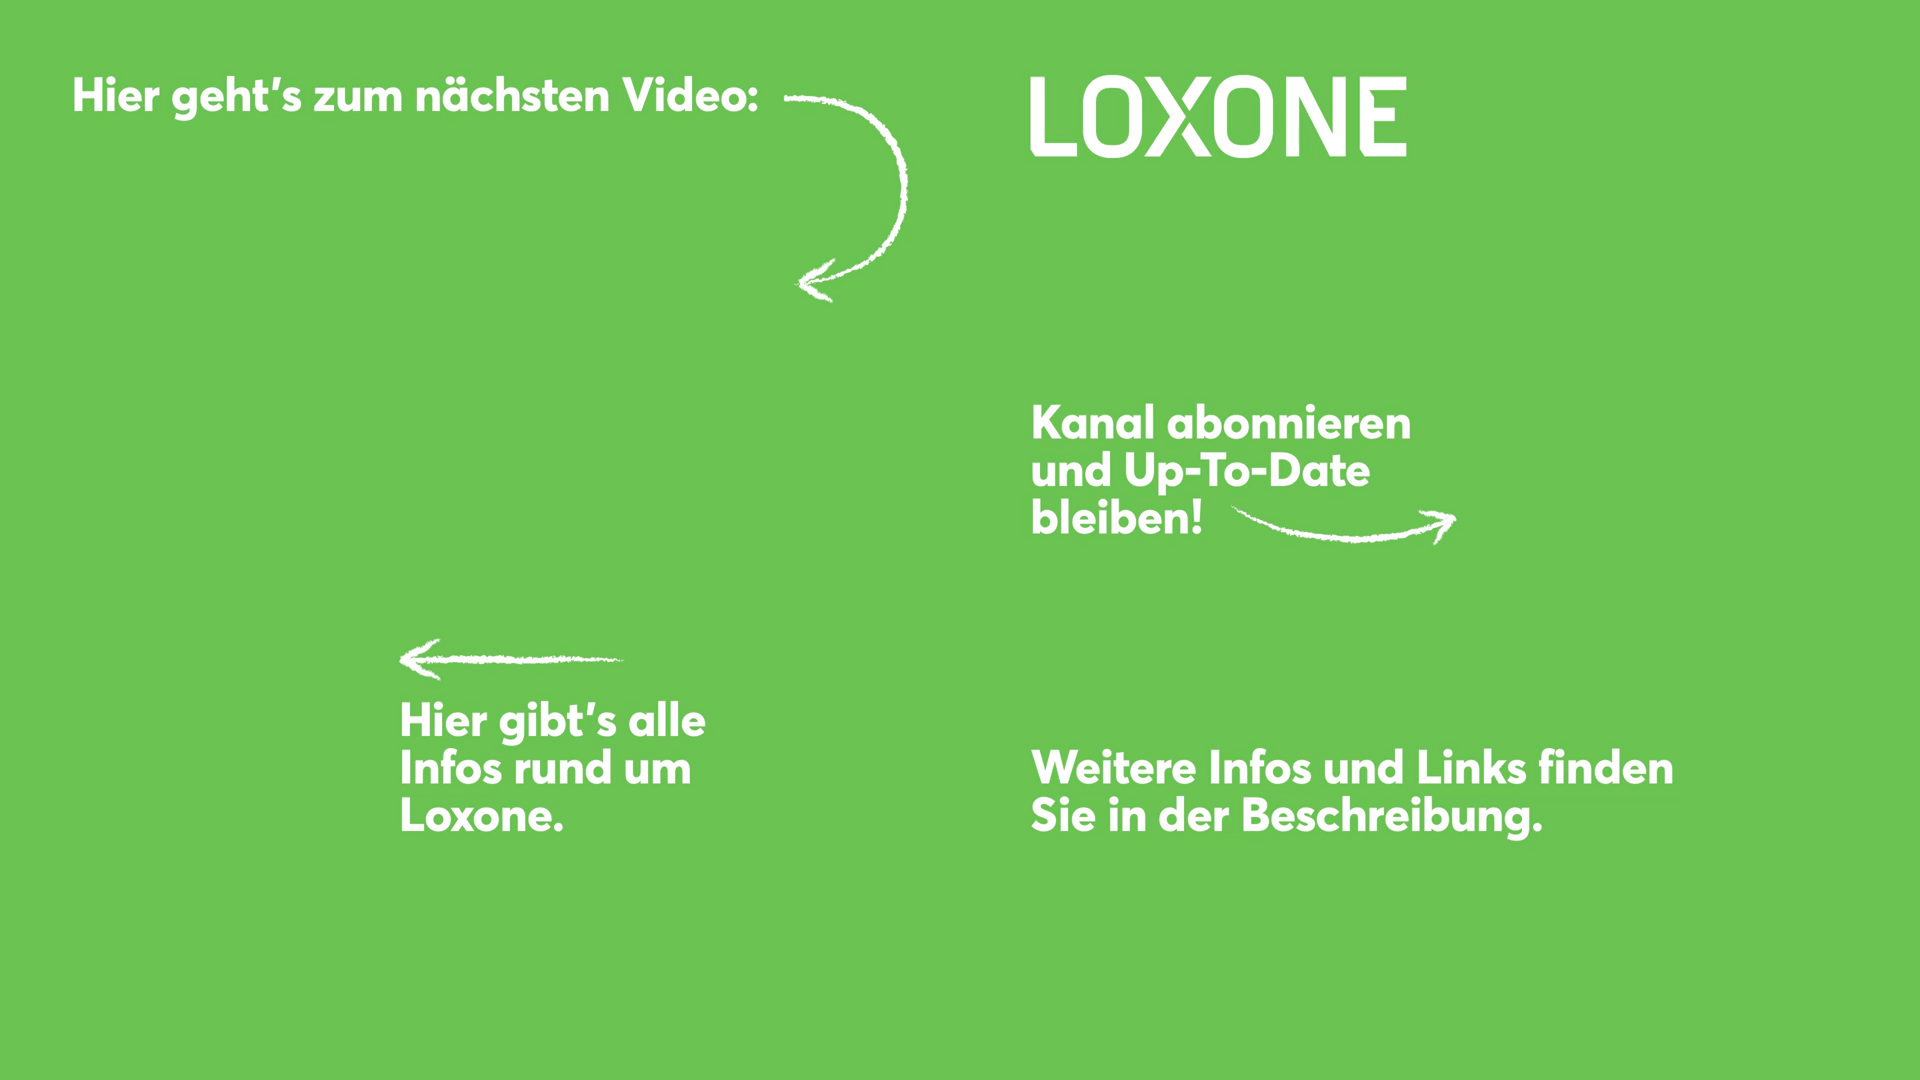 Hier geht's zum nächsten Video:
LOXONE
Kanal abonnieren
und Up-To-Date
bleiben!
Hier gibt's alle
Infos rund um
Loxone.
Weitere Infos und Links finden
Sie in der Beschreibung.